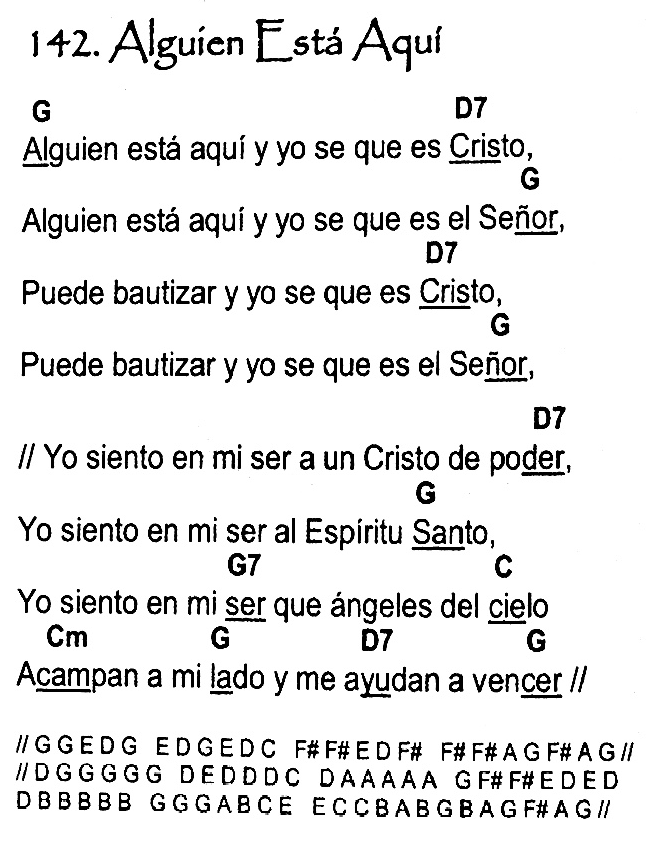 142. Alguien Está Aquí
G D7
Alguien está aquí y yo se que es Cristo,
G
Alguien está aquí y yo se que es el Señor,
D7
Puede bautizar y yo se que es Cristo,
G
Puede bautizar y yo se que es el Señor,
D7
// Yo siento en mi ser a un Cristo de poder,
G
Yo siento en mi ser al Espíritu Santo,
G7 C
Yo siento en mi ser que ángeles del cielo
Cm G D7 G
Acampan a mi lado y me ayudan a vencer //
//G G E D G E D G E D C F# F# E D F# F# F# A G F# A G//
//D G G G G G D E D D D C D A A A A A G F# F# E D E D
D B B B B B G G G A B C E E C C B A B G B A G F# A G//